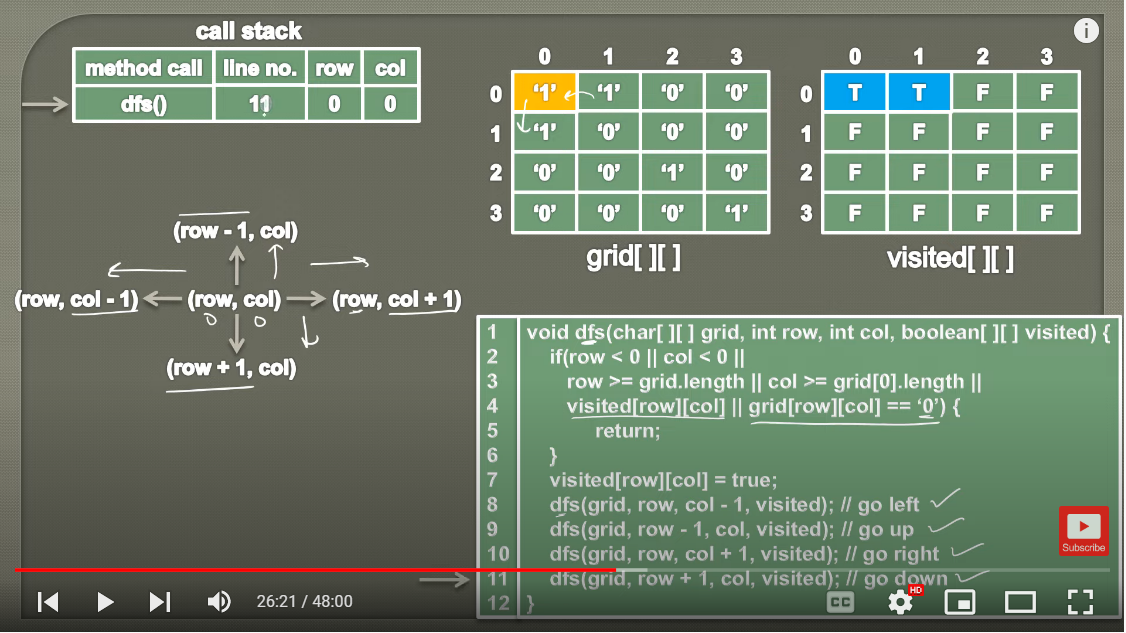 call stack
method call line no. row col
dfs() 11 0 0
0 1 2 3
0 '1' '1' '0' '0'
1 '1' '0' '0' '0'
2 '0' '0' '1' '0'
3 '0' '0' '0' '1'
grid[ ][ ]
0 1 2 3
0 T T F F
1 F F F F
2 F F F F
3 F F F F
visited[ ][ ]
(row - 1, col)
(row, col - 1) (row, col) (row, col + 1)
0 0
(row + 1, col)
1 void dfs(char[ ][ ] grid, int row, int col, boolean[ ][ ] visited) {
2 if(row < 0 || col < 0 ||
3 row >= grid.length || col >= grid[0].length ||
4 visited[row][col] || grid[row][col] == '0') {
5 return;
6 }
7 visited[row][col] = true;
8 dfs(grid, row, col - 1, visited); // go left
9 dfs(grid, row - 1, col, visited); // go up
10 dfs(grid, row, col + 1, visited); // go right
11 dfs(grid, row + 1, col, visited); // go down
12 }
Subscribe
26:21 / 48:00
CC
HD